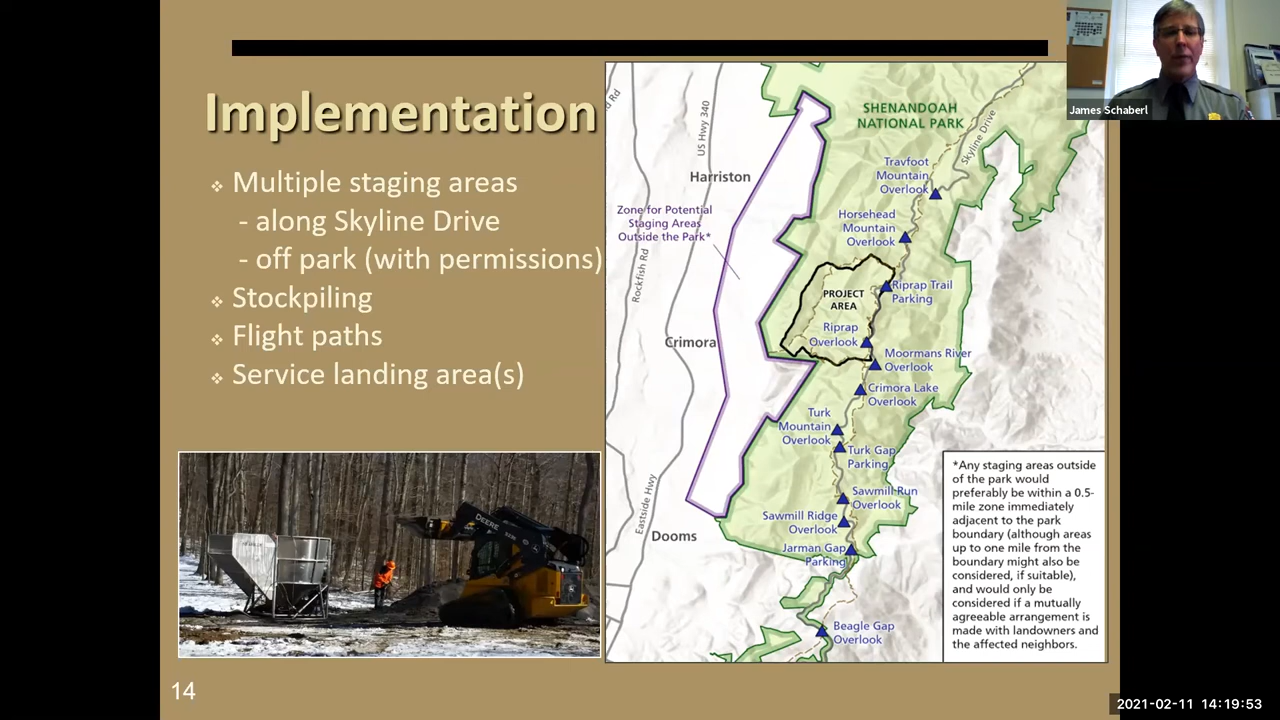 Implementation
❖ Multiple staging areas
- along Skyline Drive
- off park (with permissions)
❖ Stockpiling
❖ Flight paths
❖ Service landing area(s)
DEERE
14
Rd
US Hwy 340
Harriston
Zone for Potential
Staging Areas
Outside the Park*
Rockfish Rd
Crimora
Eastside Hwy
Dooms
SHENANDOAH
NATIONAL PARK
Skyline Drive
Travfoot
Mountain
Overlook
Horsehead
Mountain
Overlook
PROJECT
AREA
Riprap Trail
Parking
Riprap
Overlook
Moormans River
Overlook
Crimora Lake
Overlook
Turk
Mountain
Overlook
Turk Gap
Parking
Sawmill Run
Overlook
Sawmill Ridge
Overlook
Jarman Gap
Parking
Beagle Gap
Overlook
*Any staging areas outside
of the park would
preferably be within a 0.5-
mile zone immediately
adjacent to the park
boundary (although areas
up to one mile from the
boundary might also be
considered, if suitable),
and would only be
considered if a mutually
agreeable arrangement is
made with landowners and
the affected neighbors.
James Schaberl
2021-02-11 14:19:53